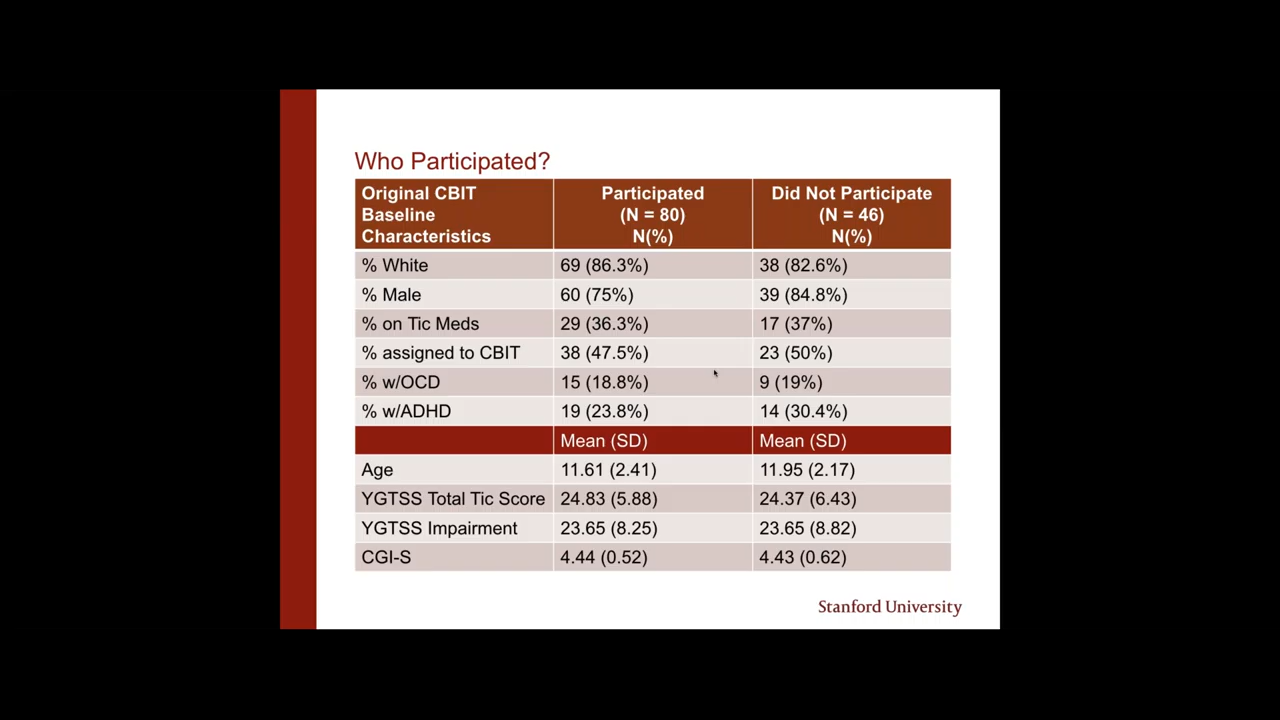 Who Participated?
Original CBIT Baseline Characteristics Participated (N = 80) N(%) Did Not Participate (N = 46) N(%)
% White 69 (86.3%) 38 (82.6%)
% Male 60 (75%) 39 (84.8%)
% on Tic Meds 29 (36.3%) 17 (37%)
% assigned to CBIT 38 (47.5%) 23 (50%)
% w/OCD 15 (18.8%) 9 (19%)
% w/ADHD 19 (23.8%) 14 (30.4%)
Mean (SD) Mean (SD)
Age 11.61 (2.41) 11.95 (2.17)
YGTSS Total Tic Score 24.83 (5.88) 24.37 (6.43)
YGTSS Impairment 23.65 (8.25) 23.65 (8.82)
CGI-S 4.44 (0.52) 4.43 (0.62)
Stanford University